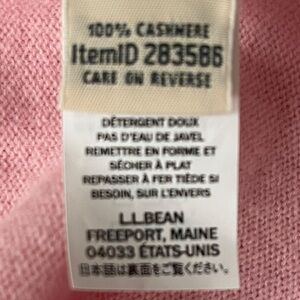 100% CASHMERE
ItemID 283586
CARE ON REVERSE
DÉTERGENT DOUX
PAS D'EAU DE JAVEL
REMETTRE EN FORME ET
SÉCHER À PLAT
REPASSER À FER TIÈDE SI
BESOIN, SUR L'ENVERS
L.L.BEAN
FREEPORT, MAINE
04033 ÉTATS-UNIS
日本語は裏面をご覧ください。